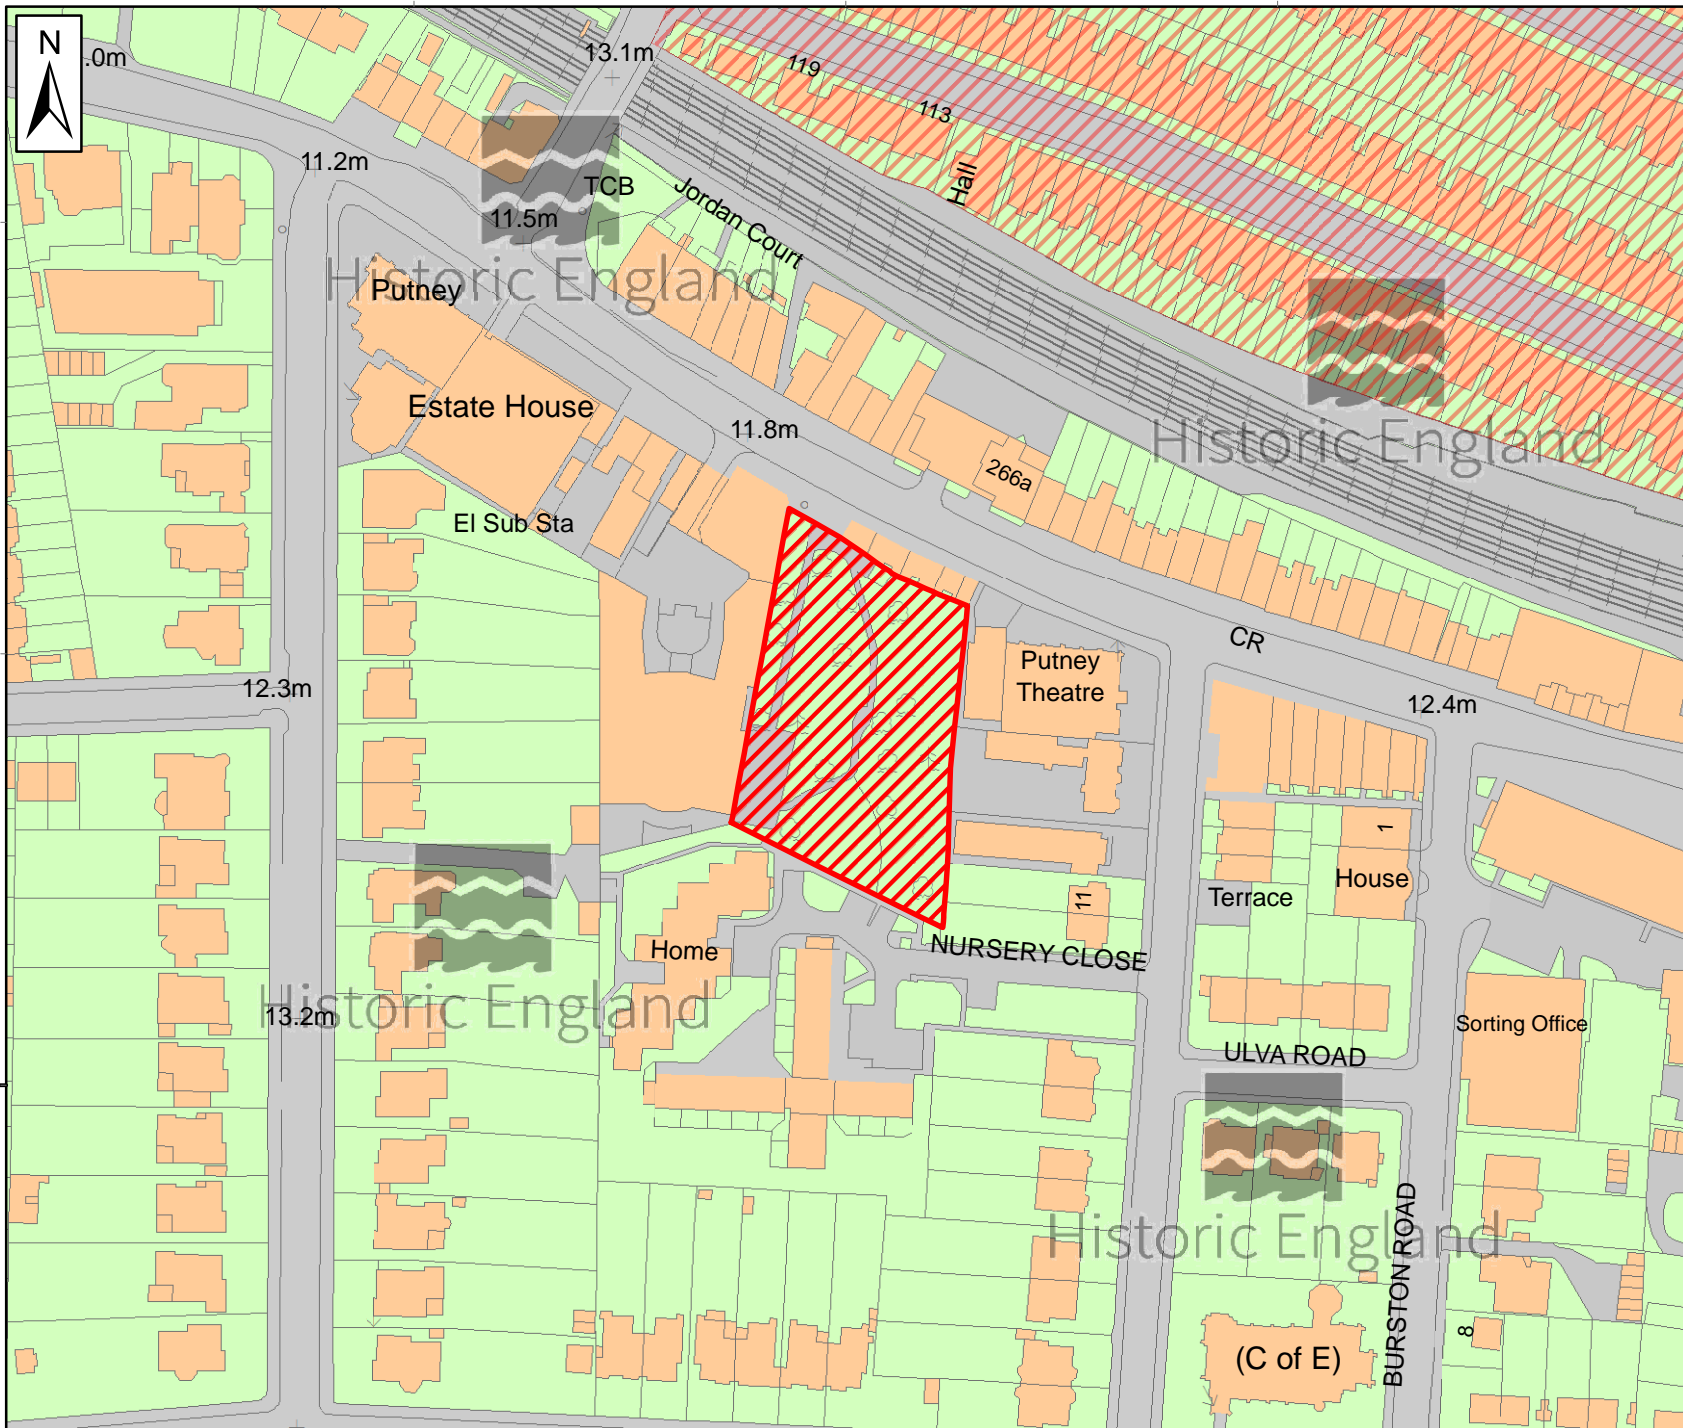 N
.0m
13.1m
119
113
11.2m
Hall
TCB
Jordan Court
11.5m
Historic England
Putney
Estate House
11.8m
Historic England
266a
El Sub Sta
CR
Putney
Theatre
12.3m
12.4m
1
House
Terrace
11
Home
NURSERY CLOSE
Historic England
13.2m
Sorting Office
ULVA ROAD
Historic England
BURSTON ROAD
8
(C of E)